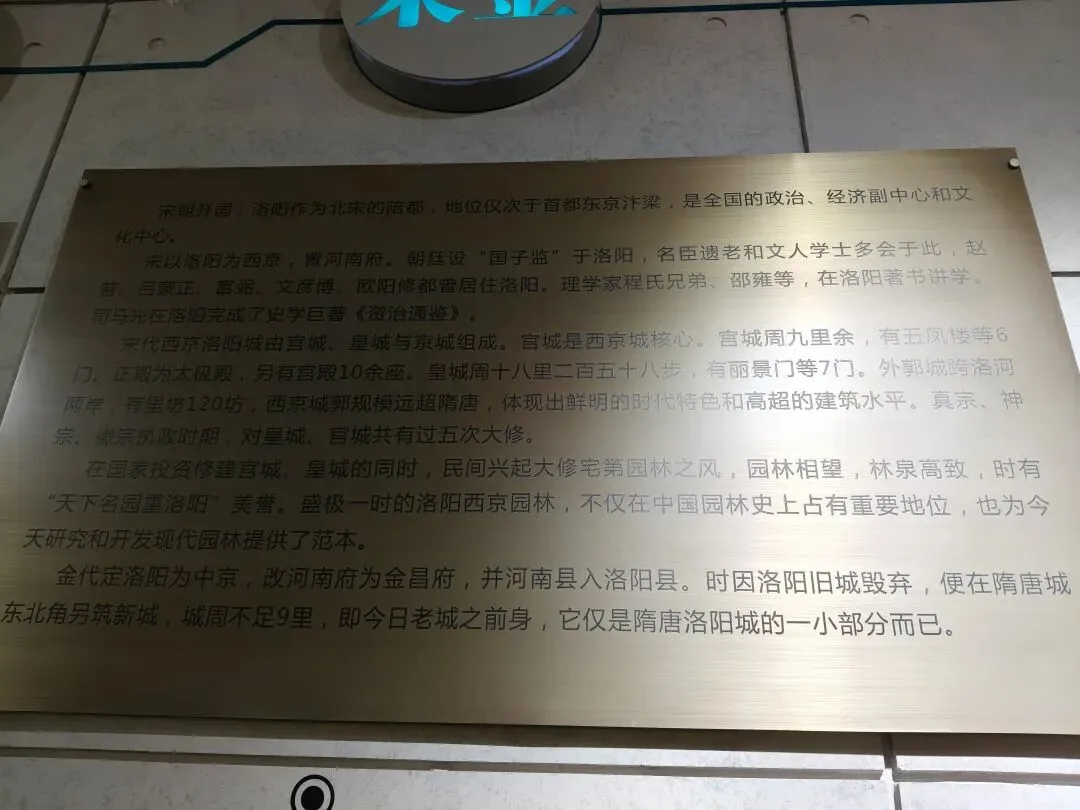 宋金
宋朝开国，洛阳作为北宋的陪都，地位仅次于首都东京汴梁，是全国的政治、经济副中心和文
化中心。
宋以洛阳为西京，置河南府。朝廷设“国子监”于洛阳，名臣遗老和文人学士多会于此，赵
普、吕蒙正、富弼、文彦博、欧阳修都曾居住洛阳。理学家程氏兄弟、邵雍等，在洛阳著书讲学。
司马光在洛阳完成了史学巨著《资治通鉴》。
宋代西京洛阳城由宫城、皇城与京城组成。宫城是西京城核心。宫城周九里余，有五凤楼等6
门。正殿为太极殿，另有宫殿10余座。皇城周十八里二百五十八步，有丽景门等7门。外郭城跨洛河
两岸，有里坊120坊，西京城郭规模远超隋唐，体现出鲜明的时代特色和高超的建筑水平。真宗、神
宗、徽宗执政时期，对皇城、宫城共有过五次大修。
在国家投资修建宫城、皇城的同时，民间兴起大修宅第园林之风，园林相望，林泉高致，时有
“天下名园重洛阳”美誉。盛极一时的洛阳西京园林，不仅在中国园林史上占有重要地位，也为今
天研究和开发现代园林提供了范本。
金代定洛阳为中京，改河南府为金昌府，并河南县入洛阳县。时因洛阳旧城毁弃，便在隋唐城
东北角另筑新城，城周不足9里，即今日老城之前身，它仅是隋唐洛阳城的一小部分而已。